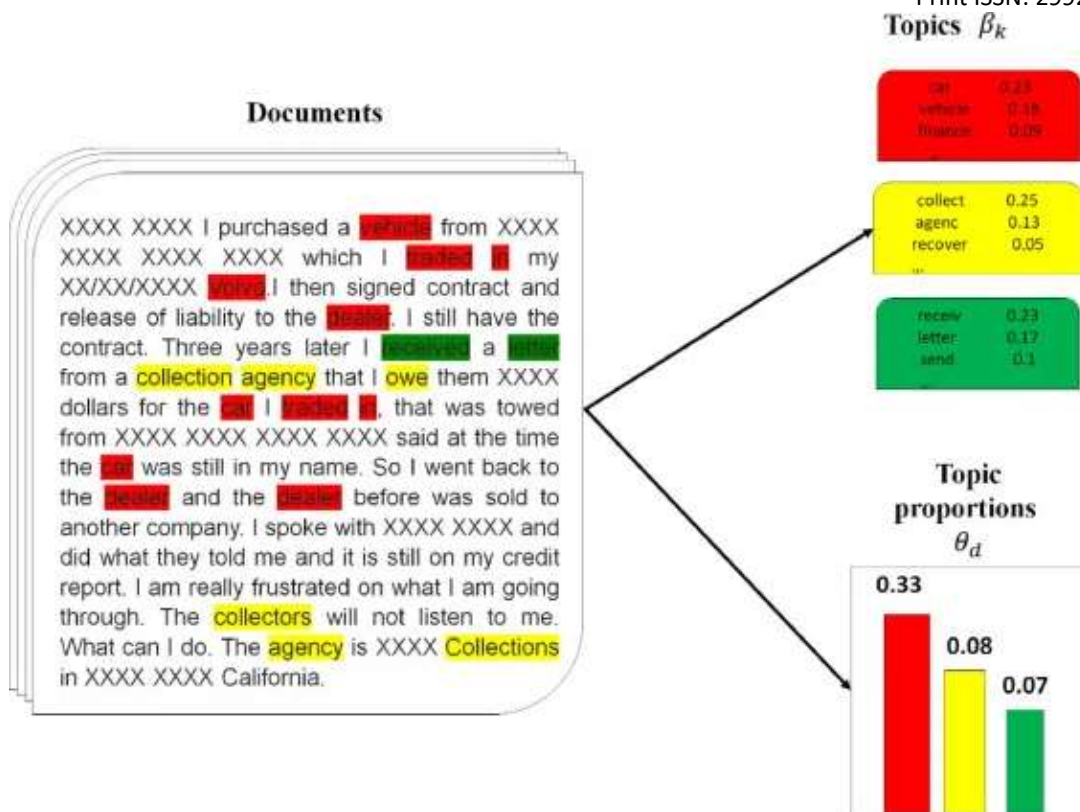 Print ISSN: 2992
Topics β_k
Documents
car 0.23
vehicle 0.16
finance 0.09
...
collect 0.25
agenc 0.13
recover 0.05
...
receiv 0.23
letter 0.17
send 0.1
...
XXXX XXXX I purchased a vehicle from XXXX
XXXX XXXX XXXX which I traded in my
XX/XX/XXXX Volvo.I then signed contract and
release of liability to the dealer. I still have the
contract. Three years later I received a letter
from a collection agency that I owe them XXXX
dollars for the car I traded in, that was towed
from XXXX XXXX XXXX XXXX said at the time
the car was still in my name. So I went back to
the dealer and the dealer before was sold to
another company. I spoke with XXXX XXXX and
did what they told me and it is still on my credit
report. I am really frustrated on what I am going
through. The collectors will not listen to me.
What can I do. The agency is XXXX Collections
in XXXX XXXX California.
Topic
proportions
θ_d
0.33
0.08
0.07